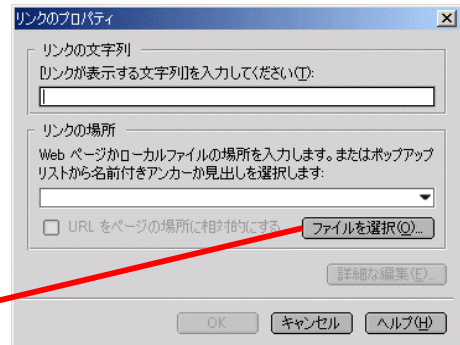 リンクのプロパティ
リンクの文字列
[リンクが表示する文字列]を入力してください(T):
リンクの場所
Web ページかローカルファイルの場所を入力します。またはポップアップ
リストから名前付きアンカーか見出しを選択します:
URL をページの場所に相対的にする
ファイルを選択(O)...
詳細な編集(E)...
OK
キャンセル
ヘルプ(H)